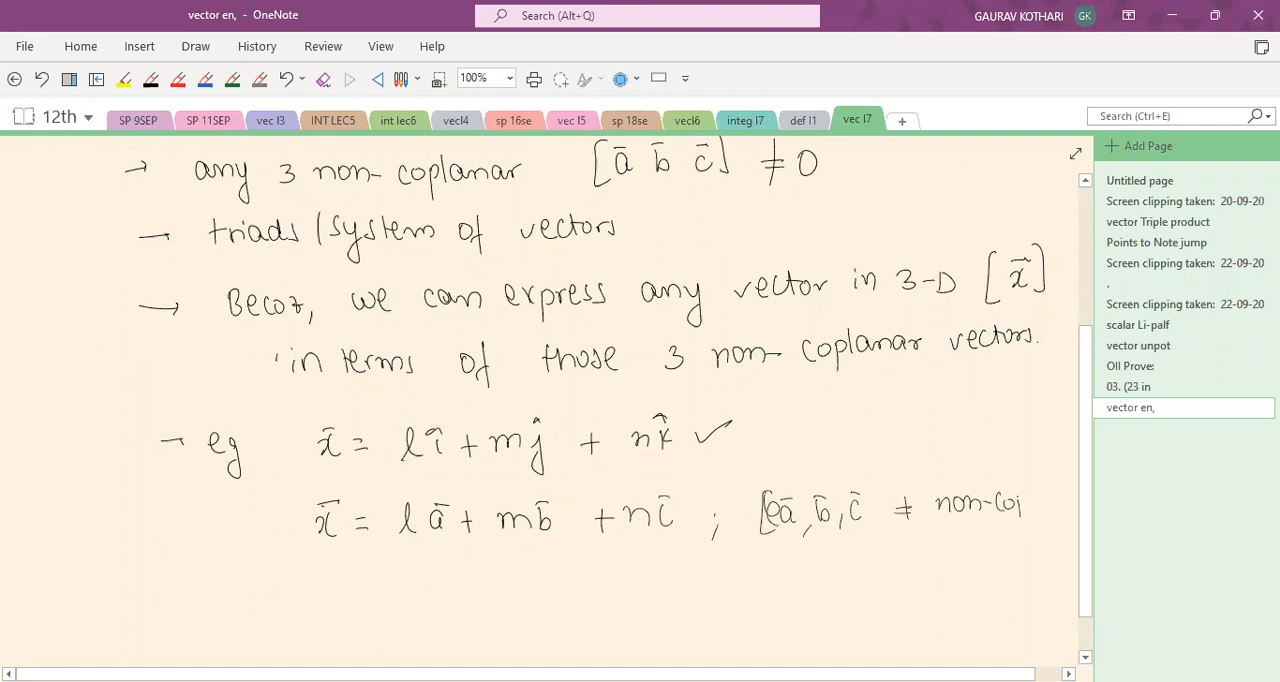 vector en, - OneNote
Search (Alt+Q)
GAURAV KOTHARI GK
File Home Insert Draw History Review View Help
100%
12th SP 9SEP SP 11SEP vec l3 INT LEC5 int lec6 vecl4 sp 16se vec l5 sp 18se vecl6 integ l7 def l1 vec l7
Search (Ctrl+E)
Add Page
Untitled page
Screen clipping taken: 20-09-20
vector Triple product
Points to Note jump
Screen clipping taken: 22-09-20
.
Screen clipping taken: 22-09-20
scalar Li-palf
vector unpot
Oll Prove:
03. (23 in
vector en,
→ any 3 non-coplanar [a̅ b̅ c̅] ≠ 0
→ triads/system of vectors
→ Becoz, we can express any vector in 3-D [x̅]
in terms of those 3 non-coplanar vectors.
→ eg x̅ = lî + mĵ + nk̂ ✓
x̅ = la̅ + mb̅ + nc̅ ; a̅, b̅, c̅ ≠ non-co